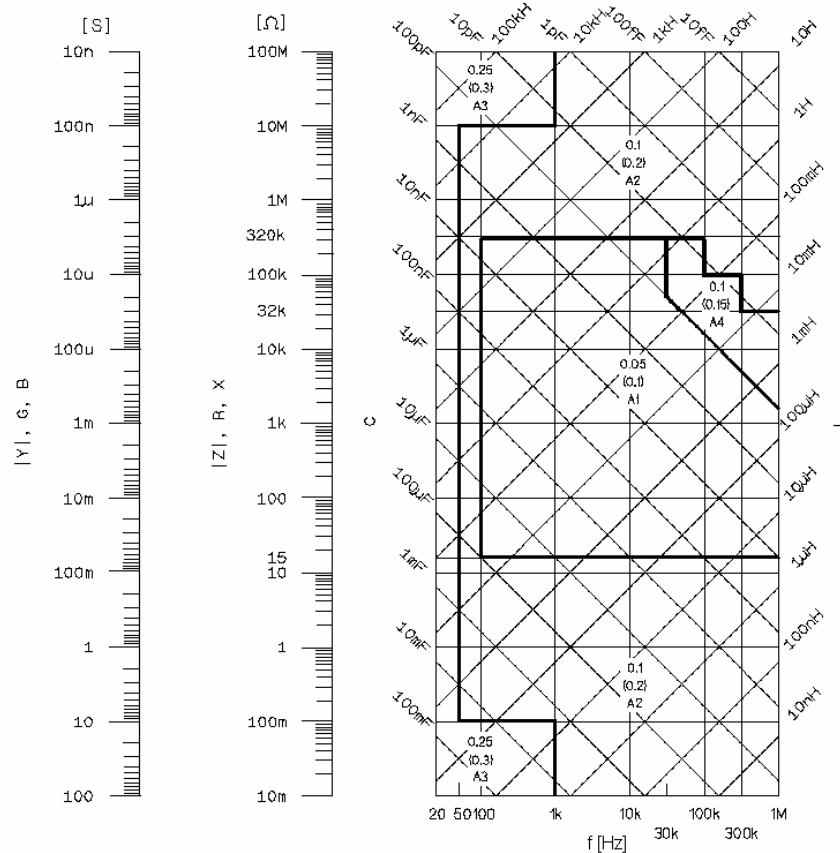 [S]
10n
100n
1μ
10u
100u
1m
10m
100m
1
10
100
|Y|, G, B
[Ω]
100M
10M
1M
320k
100k
32k
10k
1k
100
15
10
1
100m
10m
|Z|, R, X
C
100pF
1nF
10nF
100nF
1μF
10μF
100μF
1mF
10mF
100mF
10pF
100kH
1pF
10kH
100fF
1kH
10fF
100H
10H
1H
100mH
10mH
1mH
100uH
10uH
1uH
100nH
10nH
0.25
(0.3)
A3
0.1
(0.2)
A2
0.1
(0.15)
A4
0.05
(0.1)
A1
0.1
(0.2)
A2
0.25
(0.3)
A3
20 50 100 1k 10k 100k 1M
30k 300k
f [Hz]